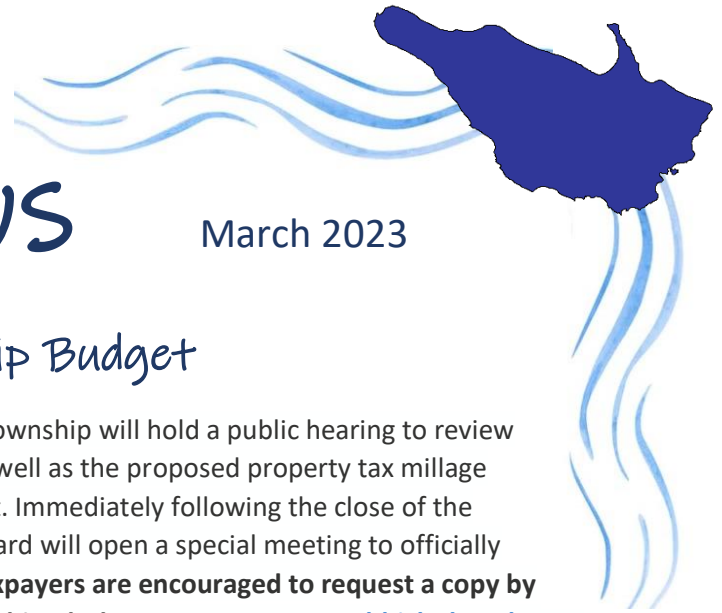 March 2023
Budget
ownship will hold a public hearing to review
well as the proposed property tax millage
. Immediately following the close of the
ard will open a special meeting to officially
xpayers are encouraged to request a copy by